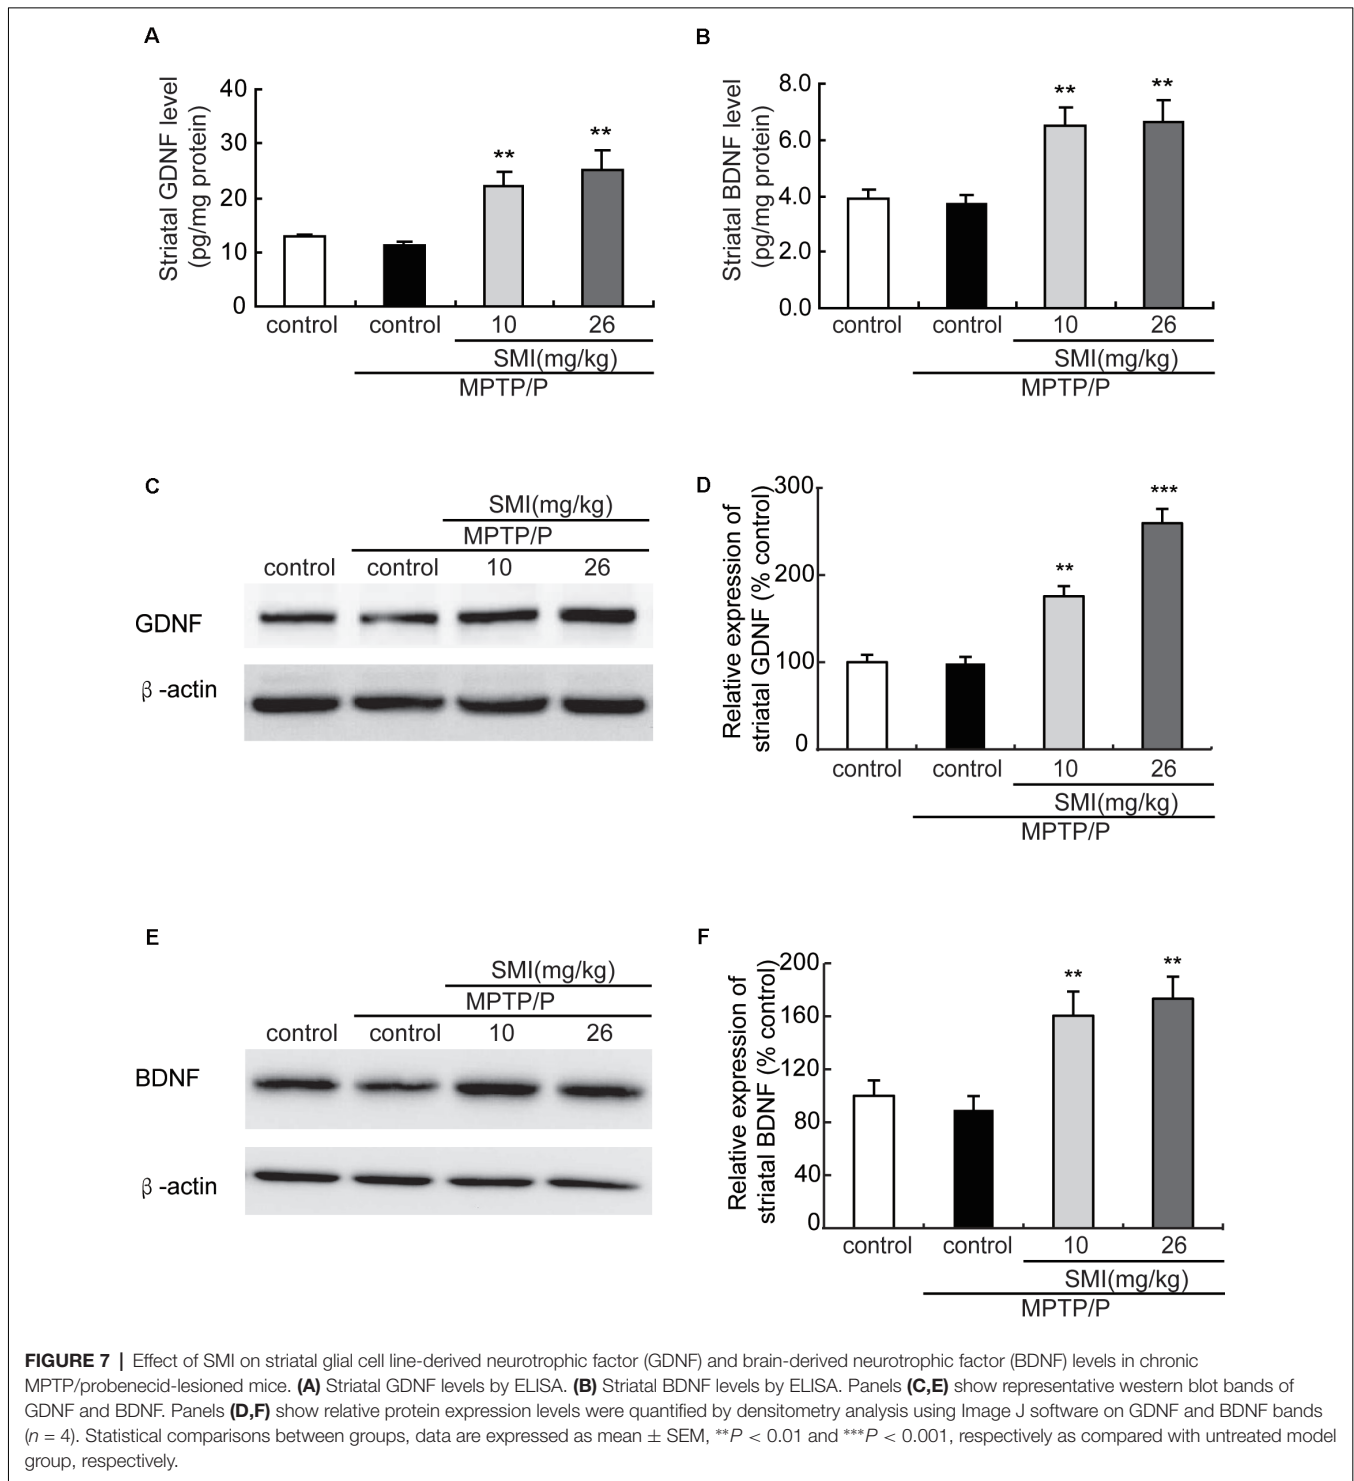 A
Striatal GDNF level
(pg/mg protein)
40
30
20
10
0
**
**
control control 10 26
SMI(mg/kg)
MPTP/P
B
Striatal BDNF level
(pg/mg protein)
8.0
6.0
4.0
2.0
0.0
**
**
control control 10 26
SMI(mg/kg)
MPTP/P
C
SMI(mg/kg)
MPTP/P
control control 10 26
GDNF
β-actin
D
Relative expression of
striatal GDNF (% control)
300
200
100
0
**
***
control control 10 26
SMI(mg/kg)
MPTP/P
E
SMI(mg/kg)
MPTP/P
control control 10 26
BDNF
β-actin
F
Relative expression of
striatal BDNF (% control)
200
160
120
80
40
0
**
**
control control 10 26
SMI(mg/kg)
MPTP/P
FIGURE 7 | Effect of SMI on striatal glial cell line-derived neurotrophic factor (GDNF) and brain-derived neurotrophic factor (BDNF) levels in chronic
MPTP/probenecid-lesioned mice. (A) Striatal GDNF levels by ELISA. (B) Striatal BDNF levels by ELISA. Panels (C,E) show representative western blot bands of
GDNF and BDNF. Panels (D,F) show relative protein expression levels were quantified by densitometry analysis using Image J software on GDNF and BDNF bands
(n = 4). Statistical comparisons between groups, data are expressed as mean ± SEM, **P < 0.01 and ***P < 0.001, respectively as compared with untreated model
group, respectively.